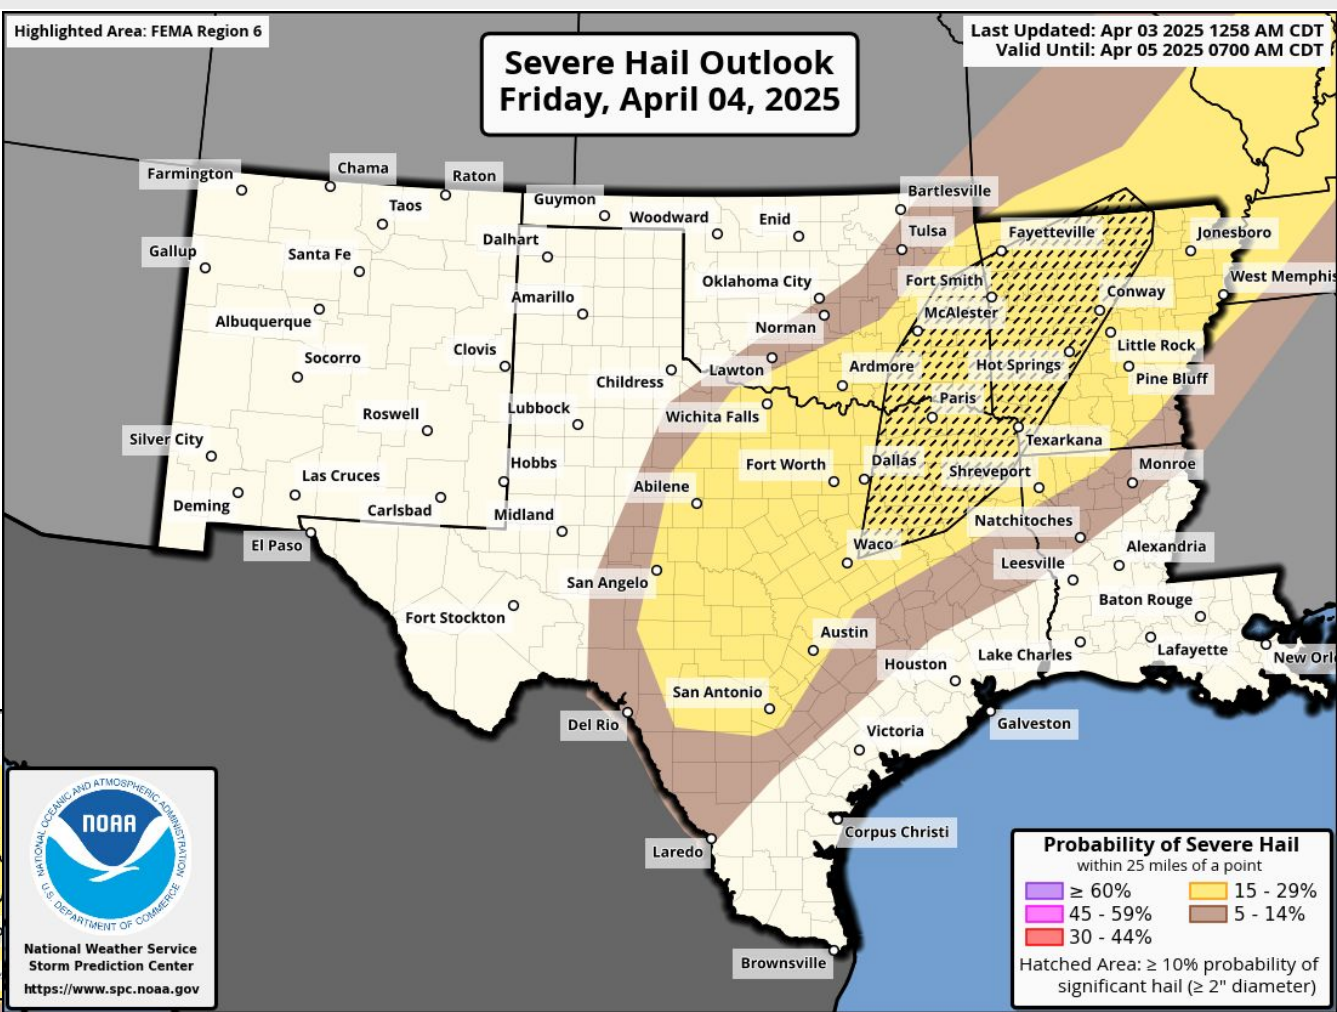 Highlighted Area: FEMA Region 6
Last Updated: Apr 03 2025 1258 AM CDT
Valid Until: Apr 05 2025 0700 AM CDT
Severe Hail Outlook
Friday, April 04, 2025
Farmington
Chama
Raton
Taos
Guymon
Woodward
Enid
Bartlesville
Tulsa
Fayetteville
Jonesboro
Gallup
Santa Fe
Dalhart
Oklahoma City
Fort Smith
West Memphis
Amarillo
Conway
Albuquerque
Norman
McAlester
Socorro
Clovis
Childress
Lawton
Ardmore
Hot Springs
Little Rock
Pine Bluff
Roswell
Lubbock
Wichita Falls
Paris
Texarkana
Silver City
Las Cruces
Hobbs
Fort Worth
Dallas
Shreveport
Monroe
Deming
Carlsbad
Midland
Abilene
Natchitoches
El Paso
Waco
Alexandria
San Angelo
Leesville
Fort Stockton
Baton Rouge
Austin
Lake Charles
Lafayette
New Orl
Houston
San Antonio
Del Rio
Victoria
Galveston
Laredo
Corpus Christi
Brownsville
NATIONAL OCEANIC AND ATMOSPHERIC ADMINISTRATION
NOAA
U.S. DEPARTMENT OF COMMERCE
National Weather Service
Storm Prediction Center
https://www.spc.noaa.gov
Probability of Severe Hail
within 25 miles of a point
≥ 60%
15 - 29%
45 - 59%
5 - 14%
30 - 44%
Hatched Area: ≥ 10% probability of
significant hail (≥ 2" diameter)